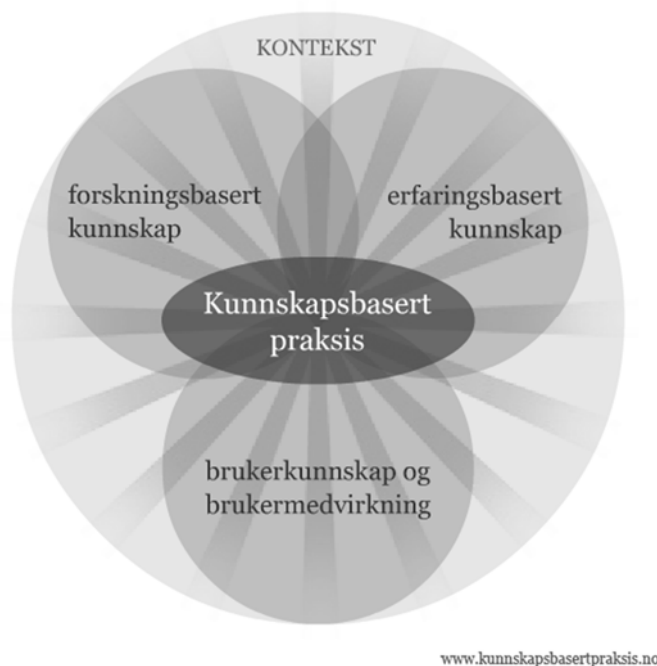 KONTEKST
forskningsbasert
kunnskap
erfaringsbasert
kunnskap
Kunnskapsbasert
praksis
brukerkunnskap og
brukermedvirkning
www.kunnskapsbasertpraksis.no